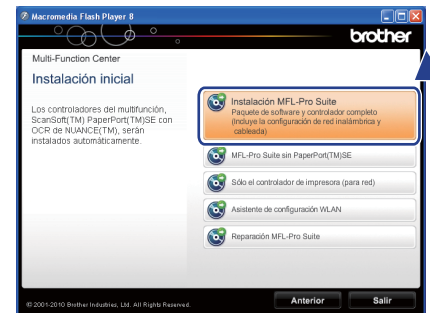 Macromedia Flash Player 8
brother
Multi-Function Center
Instalación inicial
Los controladores del multifunción,
ScanSoft(TM) PaperPort(TM)SE con
OCR de NUANCE(TM), serán
instalados automáticamente.
Instalación MFL-Pro Suite
Paquete de software y controlador completo
(Incluye la configuración de red inalámbrica y
cableada)
MFL-Pro Suite sin PaperPort(TM)SE
Sólo el controlador de impresora (para red)
Asistente de configuración WLAN
Reparación MFL-Pro Suite
© 2001-2010 Brother Industries, Ltd. All Rights Reserved.
Anterior
Salir